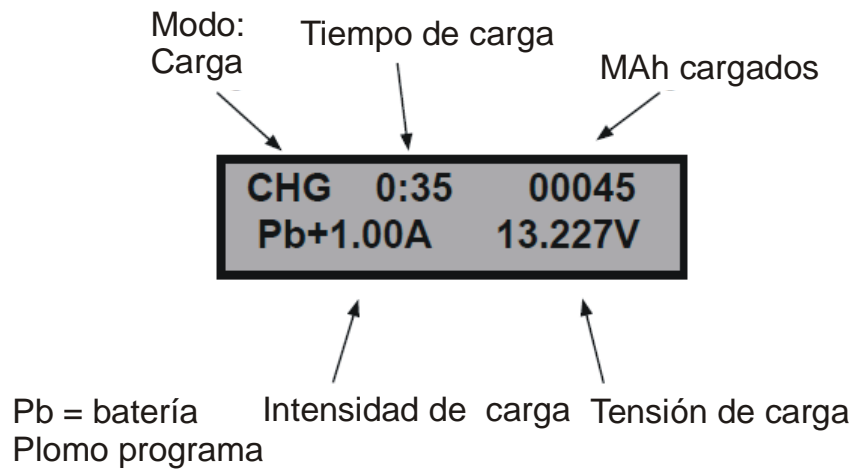 Modo:
Carga
Tiempo de carga
MAh cargados
CHG 0:35 00045
Pb+1.00A 13.227V
Pb = batería
Plomo programa
Intensidad de carga
Tensión de carga